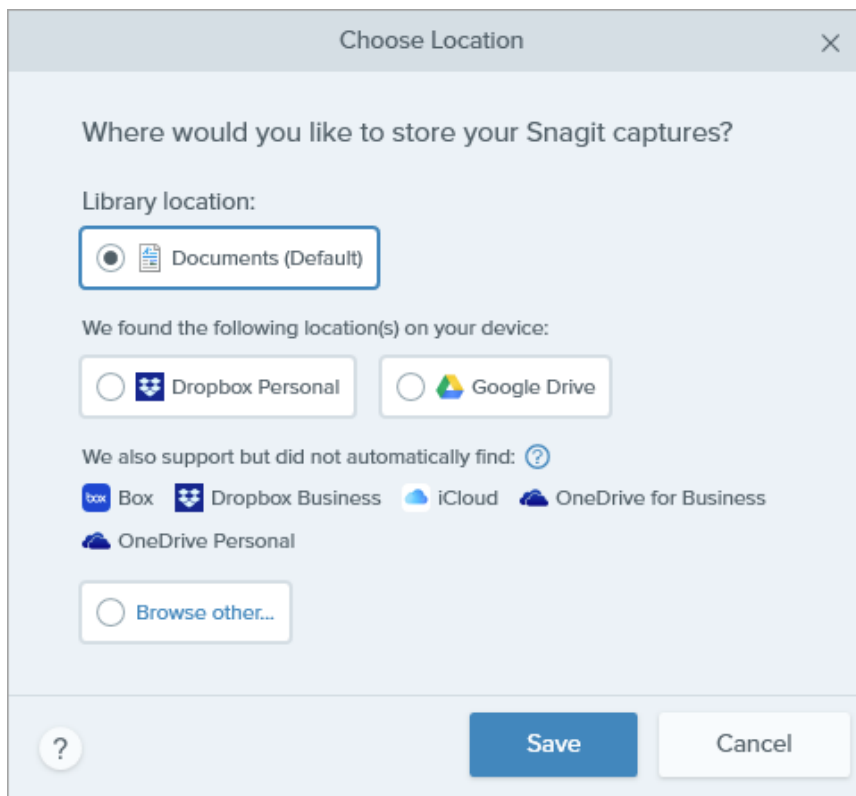 Choose Location
Where would you like to store your Snagit captures?
Library location:
Documents (Default)
We found the following location(s) on your device:
Dropbox Personal Google Drive
We also support but did not automatically find: ?
box Box Dropbox Business iCloud OneDrive for Business
OneDrive Personal
Browse other...
? Save Cancel